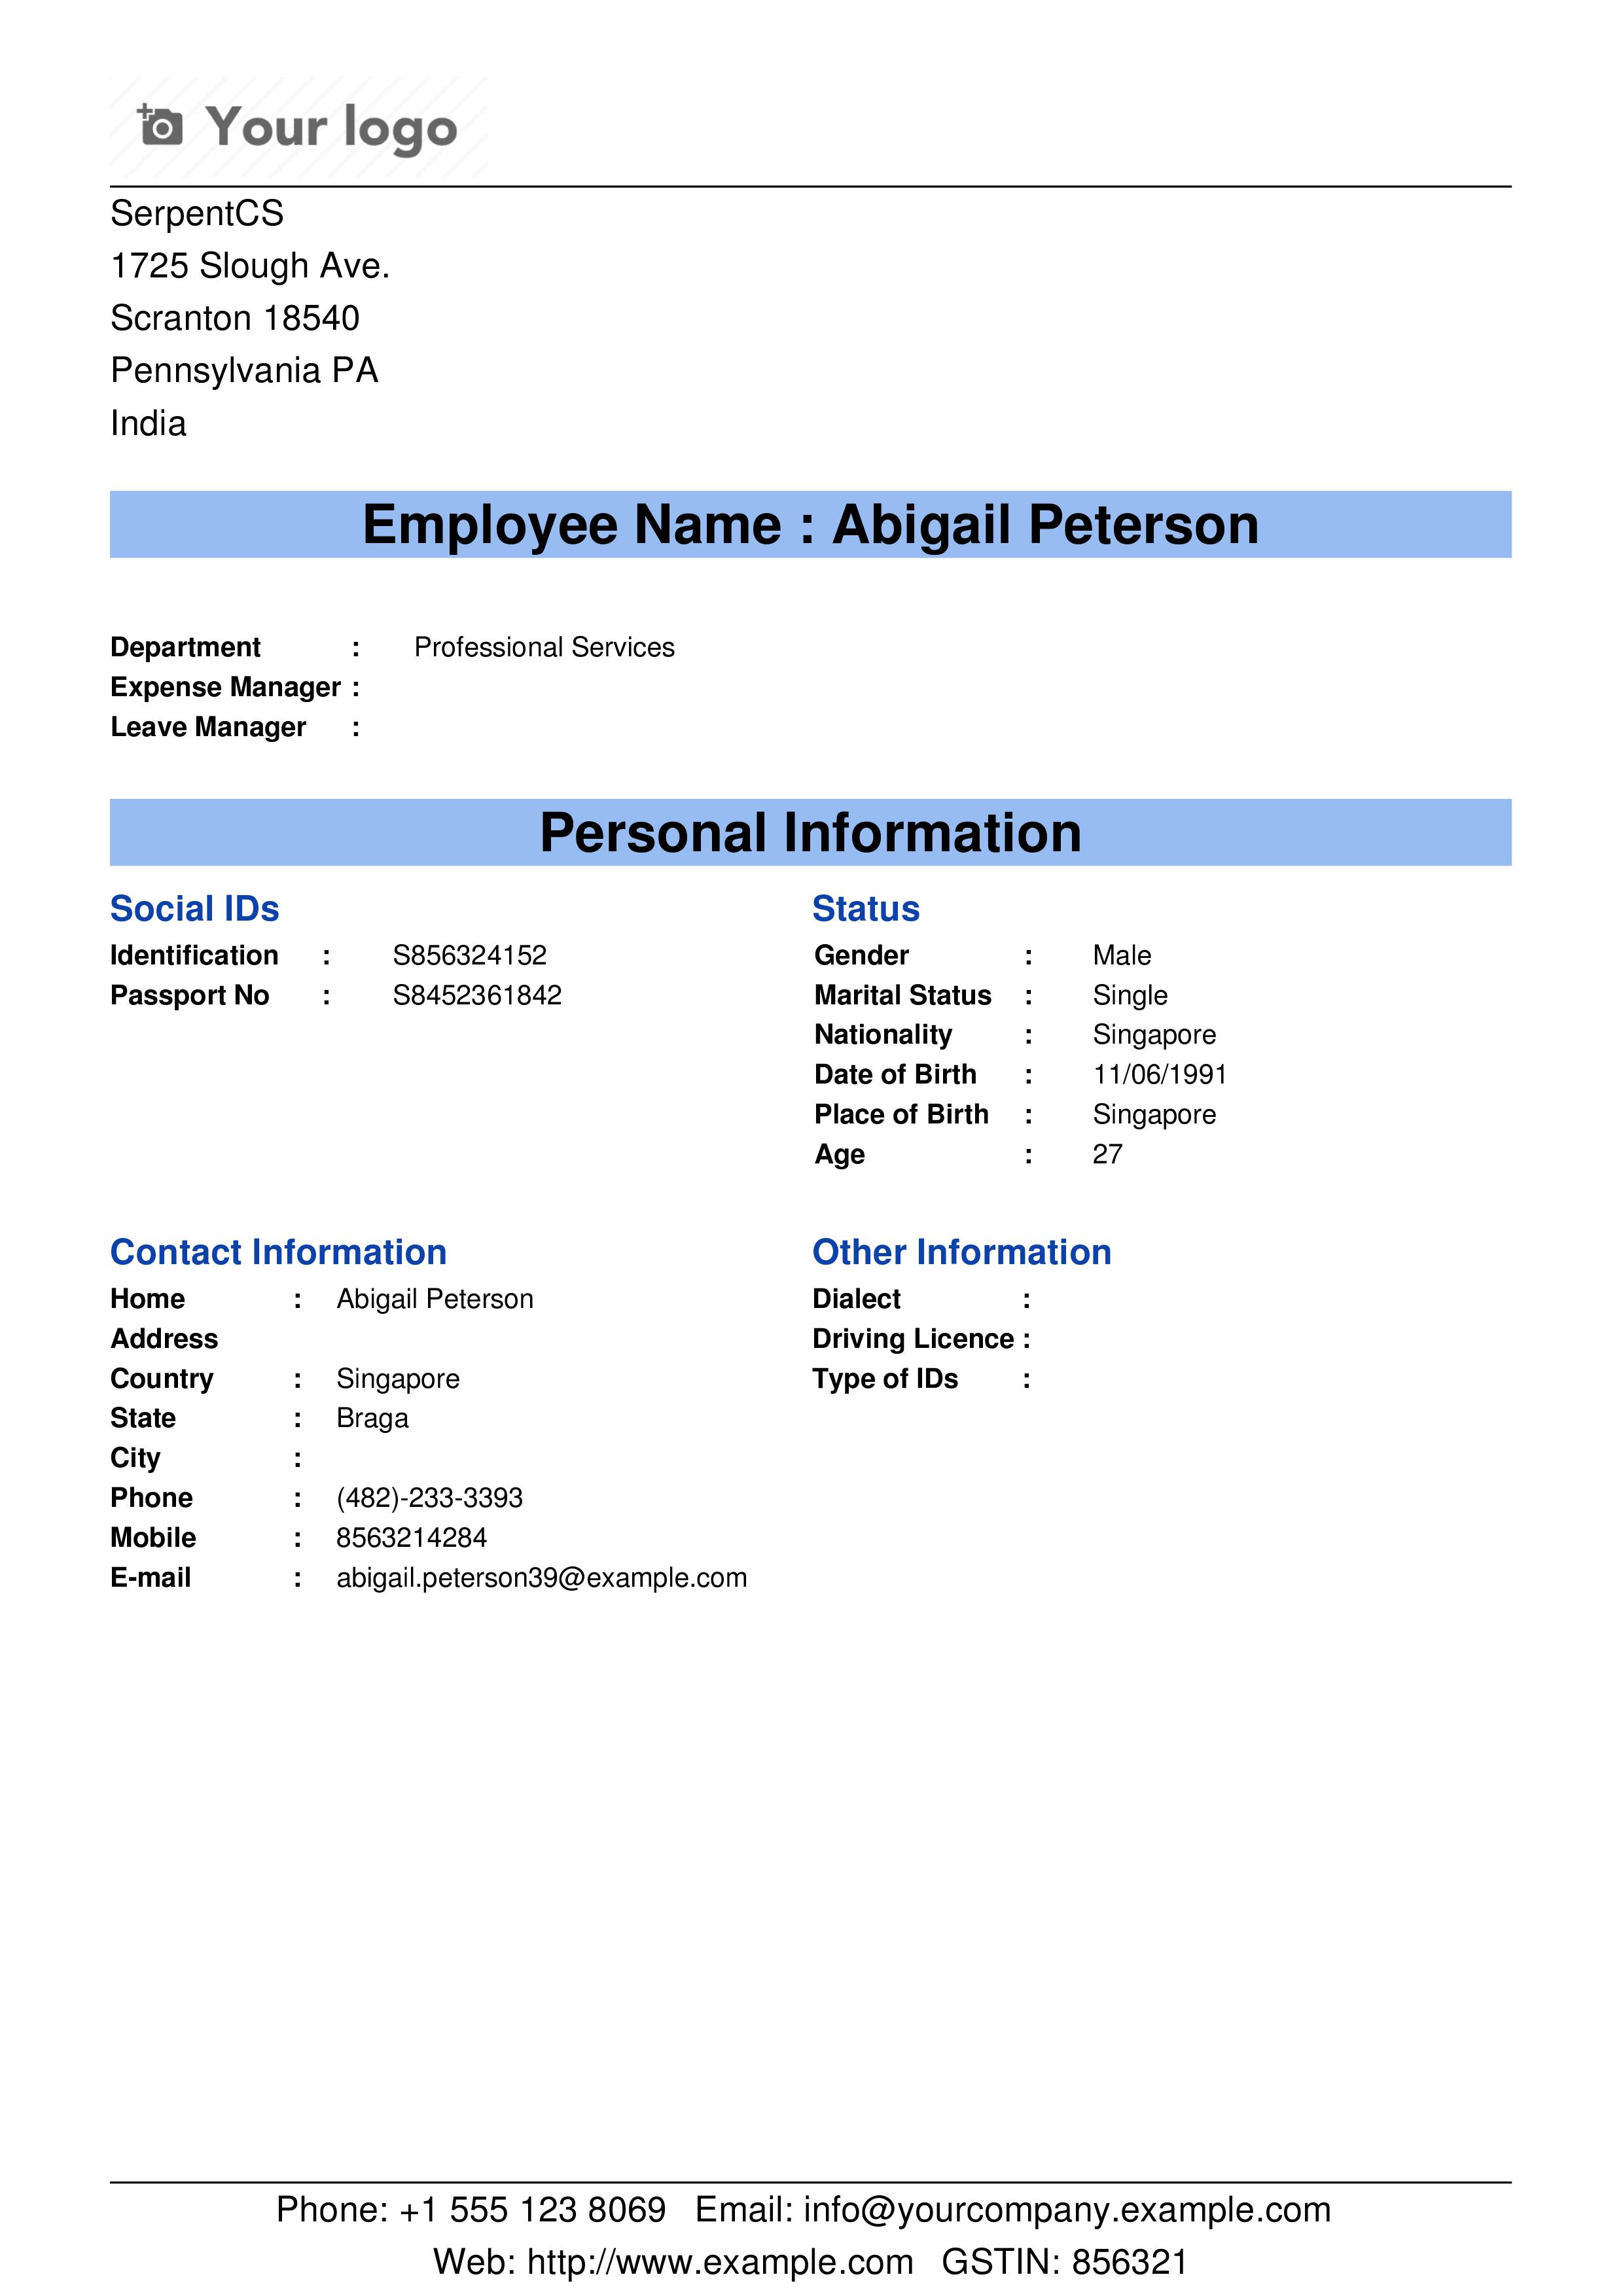 Your logo
SerpentCS
1725 Slough Ave.
Scranton 18540
Pennsylvania PA
India
Employee Name : Abigail Peterson
Department : Professional Services
Expense Manager :
Leave Manager :
Personal Information
Social IDs
Identification : S856324152
Passport No : S8452361842
Status
Gender : Male
Marital Status : Single
Nationality : Singapore
Date of Birth : 11/06/1991
Place of Birth : Singapore
Age : 27
Contact Information
Home : Abigail Peterson
Address
Country : Singapore
State : Braga
City :
Phone : (482)-233-3393
Mobile : 8563214284
E-mail : abigail.peterson39@example.com
Other Information
Dialect :
Driving Licence :
Type of IDs :
Phone: +1 555 123 8069 Email: info@yourcompany.example.com
Web: http://www.example.com GSTIN: 856321